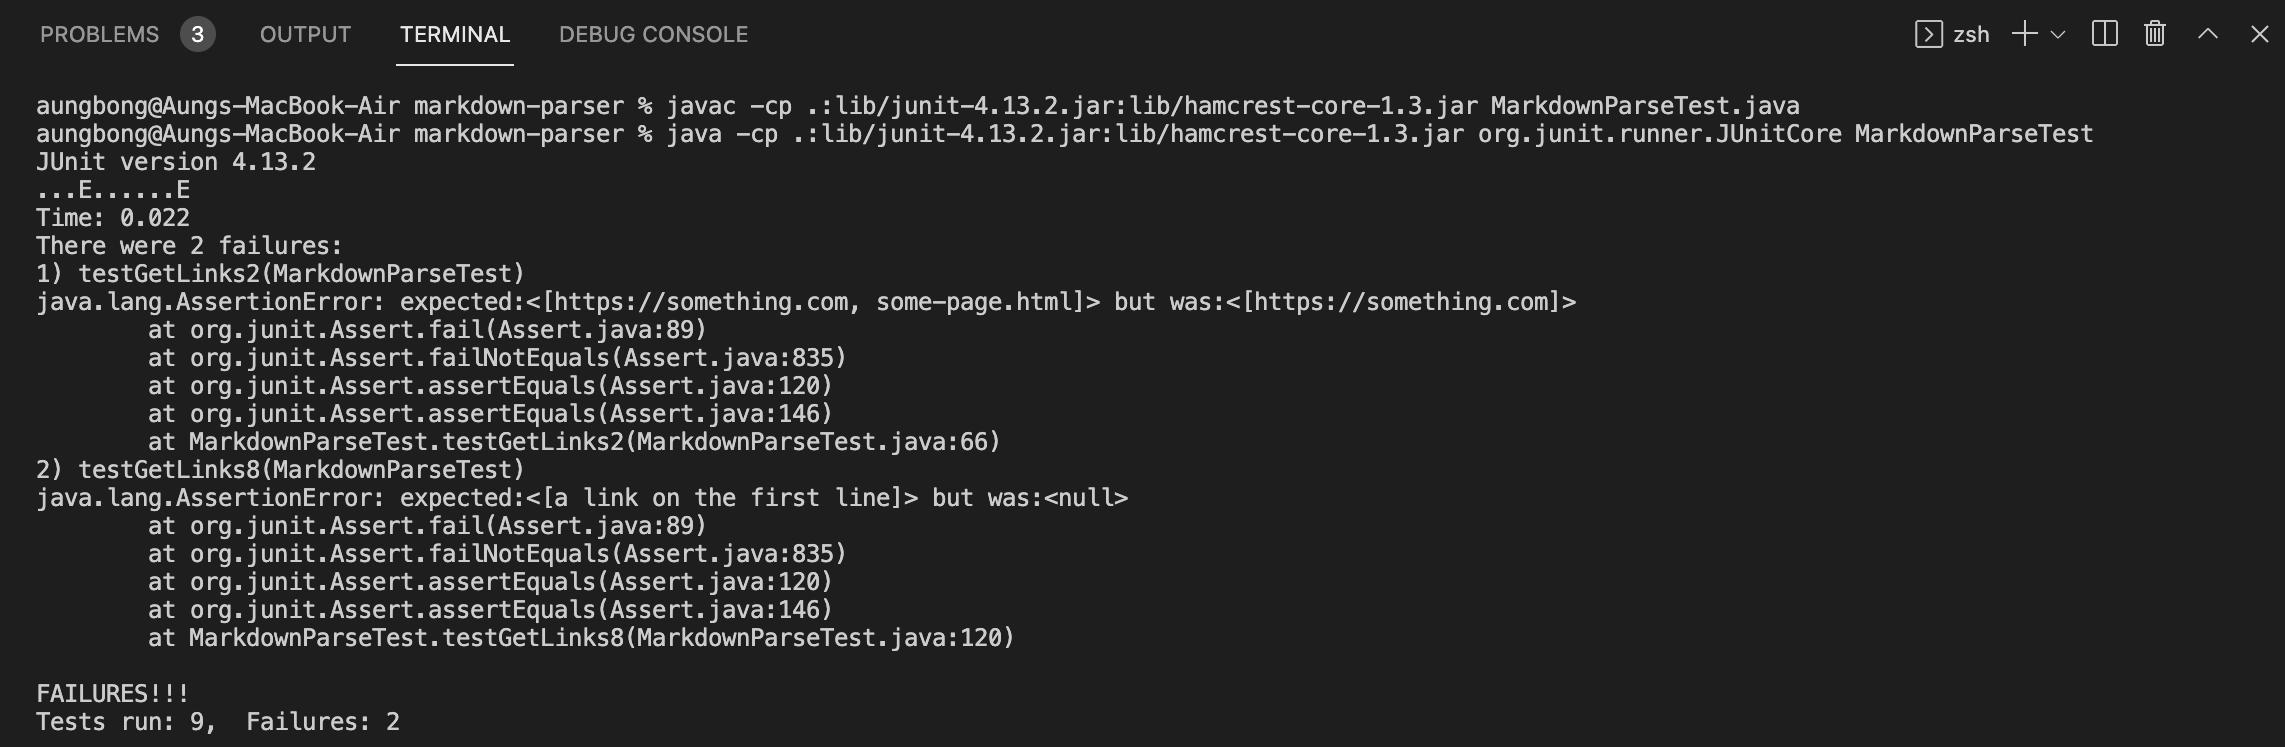 PROBLEMS 3 OUTPUT TERMINAL DEBUG CONSOLE zsh
aungbong@Aungs-MacBook-Air markdown-parser % javac -cp .:lib/junit-4.13.2.jar:lib/hamcrest-core-1.3.jar MarkdownParseTest.java
aungbong@Aungs-MacBook-Air markdown-parser % java -cp .:lib/junit-4.13.2.jar:lib/hamcrest-core-1.3.jar org.junit.runner.JUnitCore MarkdownParseTest
JUnit version 4.13.2
...E......E
Time: 0.022
There were 2 failures:
1) testGetLinks2(MarkdownParseTest)
java.lang.AssertionError: expected:<[https://something.com, some-page.html]> but was:<[https://something.com]>
        at org.junit.Assert.fail(Assert.java:89)
        at org.junit.Assert.failNotEquals(Assert.java:835)
        at org.junit.Assert.assertEquals(Assert.java:120)
        at org.junit.Assert.assertEquals(Assert.java:146)
        at MarkdownParseTest.testGetLinks2(MarkdownParseTest.java:66)
2) testGetLinks8(MarkdownParseTest)
java.lang.AssertionError: expected:<[a link on the first line]> but was:<null>
        at org.junit.Assert.fail(Assert.java:89)
        at org.junit.Assert.failNotEquals(Assert.java:835)
        at org.junit.Assert.assertEquals(Assert.java:120)
        at org.junit.Assert.assertEquals(Assert.java:146)
        at MarkdownParseTest.testGetLinks8(MarkdownParseTest.java:120)
FAILURES!!!
Tests run: 9,  Failures: 2